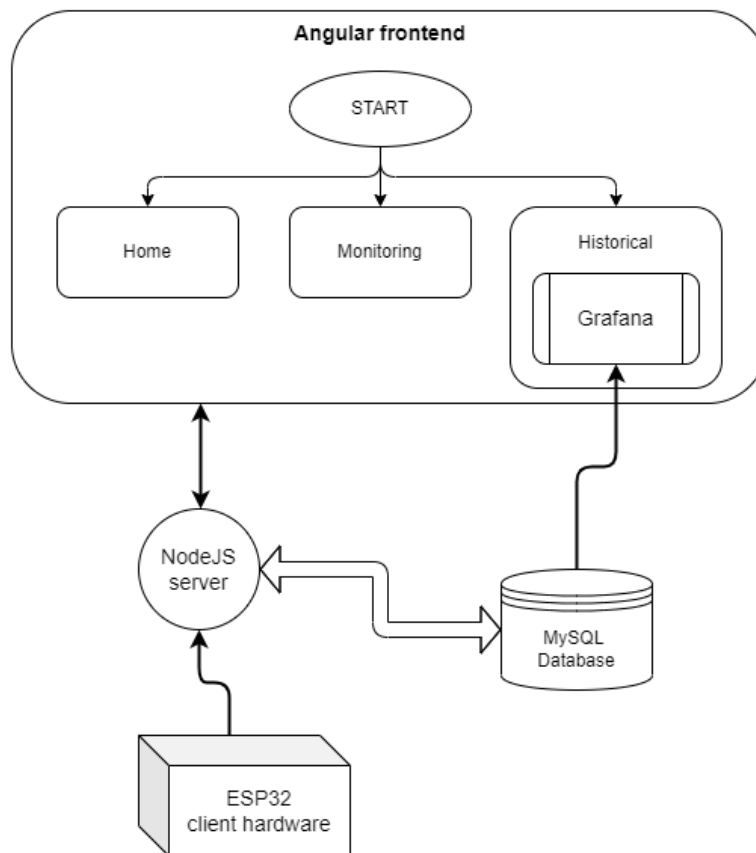 Angular frontend
START
Home
Monitoring
Historical
Grafana
NodeJS
server
MySQL
Database
ESP32
client hardware